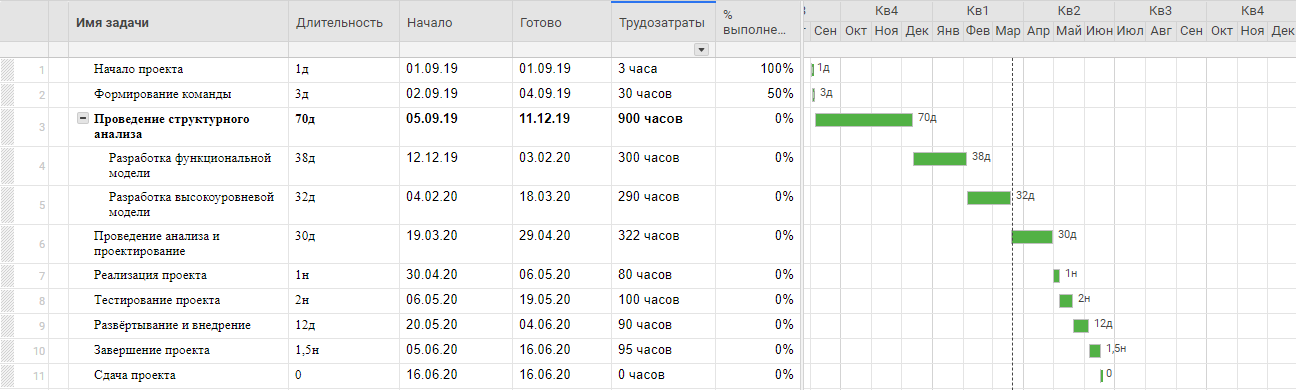 Имя задачи Длительность Начало Готово Трудозатраты % выполне... Кв4 Кв1 Кв2 Кв3 Кв4
Сен Окт Ноя Дек Янв Фев Мар Апр Май Июн Июл Авг Сен Окт Ноя Дек
1 Начало проекта 1д 01.09.19 01.09.19 3 часа 100% 1д
2 Формирование команды 3д 02.09.19 04.09.19 30 часов 50% 3д
3 Проведение структурного 70д 05.09.19 11.12.19 900 часов 0% 70д
анализа
4 Разработка функциональной 38д 12.12.19 03.02.20 300 часов 0% 38д
модели
5 Разработка высокоуровневой 32д 04.02.20 18.03.20 290 часов 0% 32д
модели
6 Проведение анализа и 30д 19.03.20 29.04.20 322 часов 0% 30д
проектирование
7 Реализация проекта 1н 30.04.20 06.05.20 80 часов 0% 1н
8 Тестирование проекта 2н 06.05.20 19.05.20 100 часов 0% 2н
9 Развёртывание и внедрение 12д 20.05.20 04.06.20 90 часов 0% 12д
10 Завершение проекта 1,5н 05.06.20 16.06.20 95 часов 0% 1,5н
11 Сдача проекта 0 16.06.20 16.06.20 0 часов 0% 0